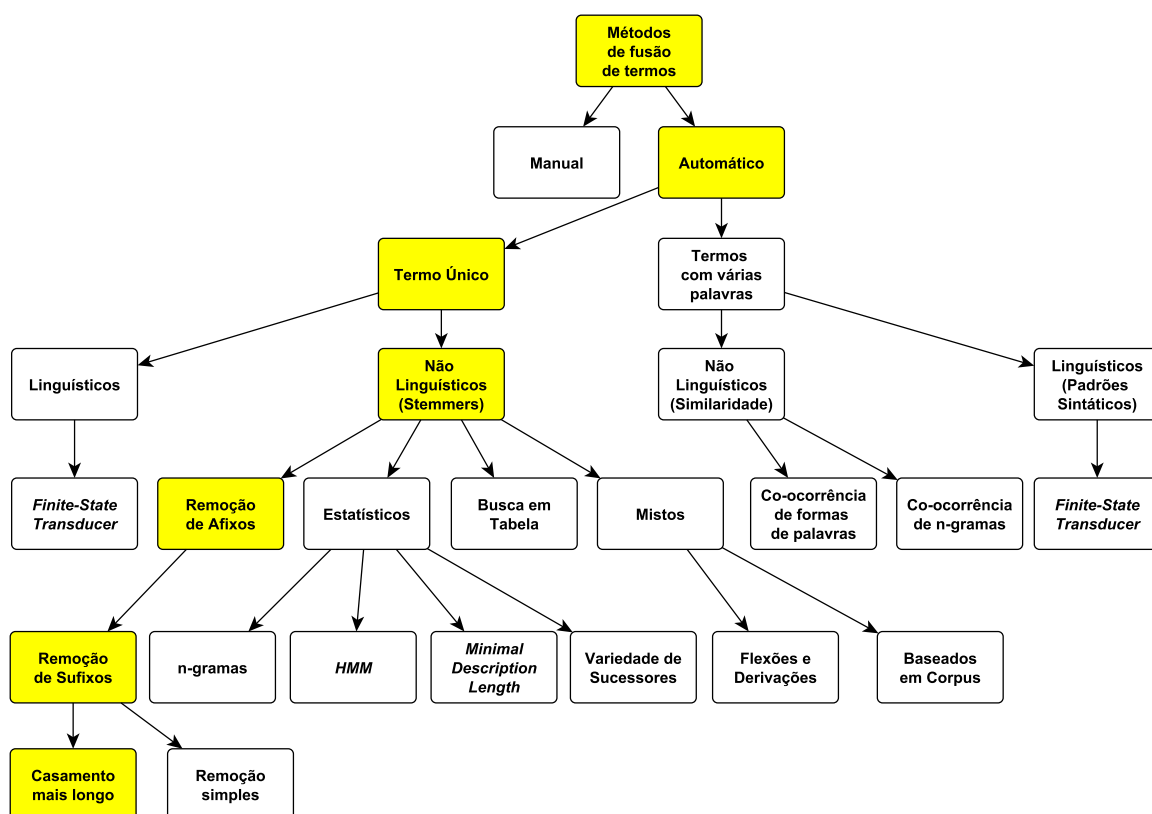 Métodos
de fusão
de termos
Manual
Automático
Termo Único
Termos
com várias
palavras
Linguísticos
Não
Linguísticos
(Stemmers)
Não
Linguísticos
(Similaridade)
Linguísticos
(Padrões
Sintáticos)
Finite-State
Transducer
Remoção
de Afixos
Estatísticos
Busca em
Tabela
Mistos
Co-ocorrência
de formas
de palavras
Co-ocorrência
de n-gramas
Finite-State
Transducer
Remoção
de Sufixos
n-gramas
HMM
Minimal
Description
Length
Variedade de
Sucessores
Flexões e
Derivações
Baseados
em Corpus
Casamento
mais longo
Remoção
simples